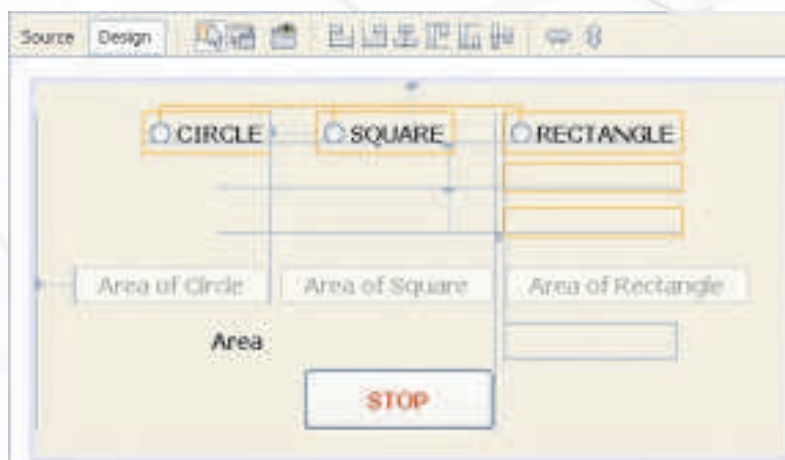 Source Design
CIRCLE SQUARE RECTANGLE
Area of Circle Area of Square Area of Rectangle
Area
STOP